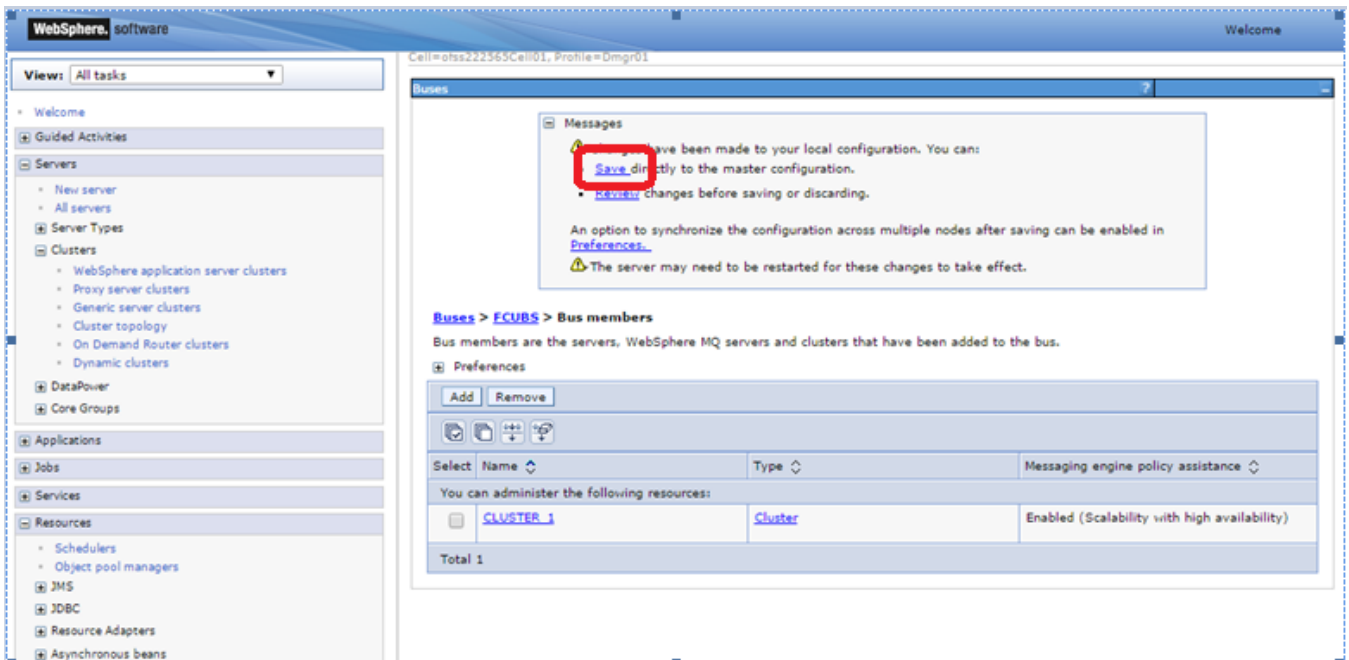 WebSphere. software
Welcome
View: All tasks
Cell=ofss222565Cell01, Profile=Dmgr01
Welcome
Guided Activities
Servers
New server
All servers
Server Types
Clusters
WebSphere application server clusters
Proxy server clusters
Generic server clusters
Cluster topology
On Demand Router clusters
Dynamic clusters
DataPower
Core Groups
Applications
Jobs
Services
Resources
Schedulers
Object pool managers
JMS
JDBC
Resource Adapters
Asynchronous beans
Buses ? _
Messages
have been made to your local configuration. You can:
Save directly to the master configuration.
Review changes before saving or discarding.
An option to synchronize the configuration across multiple nodes after saving can be enabled in
Preferences.
The server may need to be restarted for these changes to take effect.
Buses > FCUBS > Bus members
Bus members are the servers, WebSphere MQ servers and clusters that have been added to the bus.
Preferences
Add Remove
Select Name Type Messaging engine policy assistance
You can administer the following resources:
CLUSTER_1 Cluster Enabled (Scalability with high availability)
Total 1